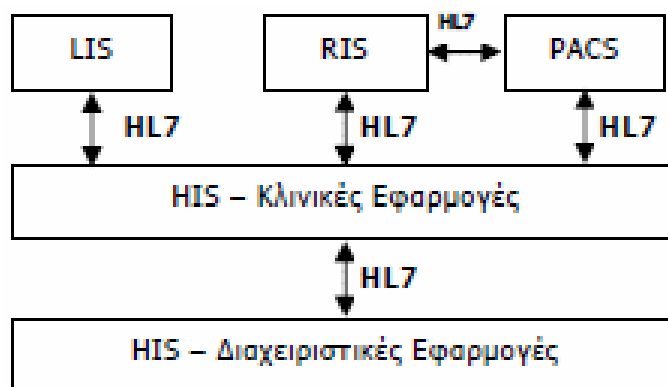 HL7
LIS
RIS
PACS
HL7
HL7
HL7
HIS – Κλινικές Εφαρμογές
HL7
HIS – Διαχειριστικές Εφαρμογές